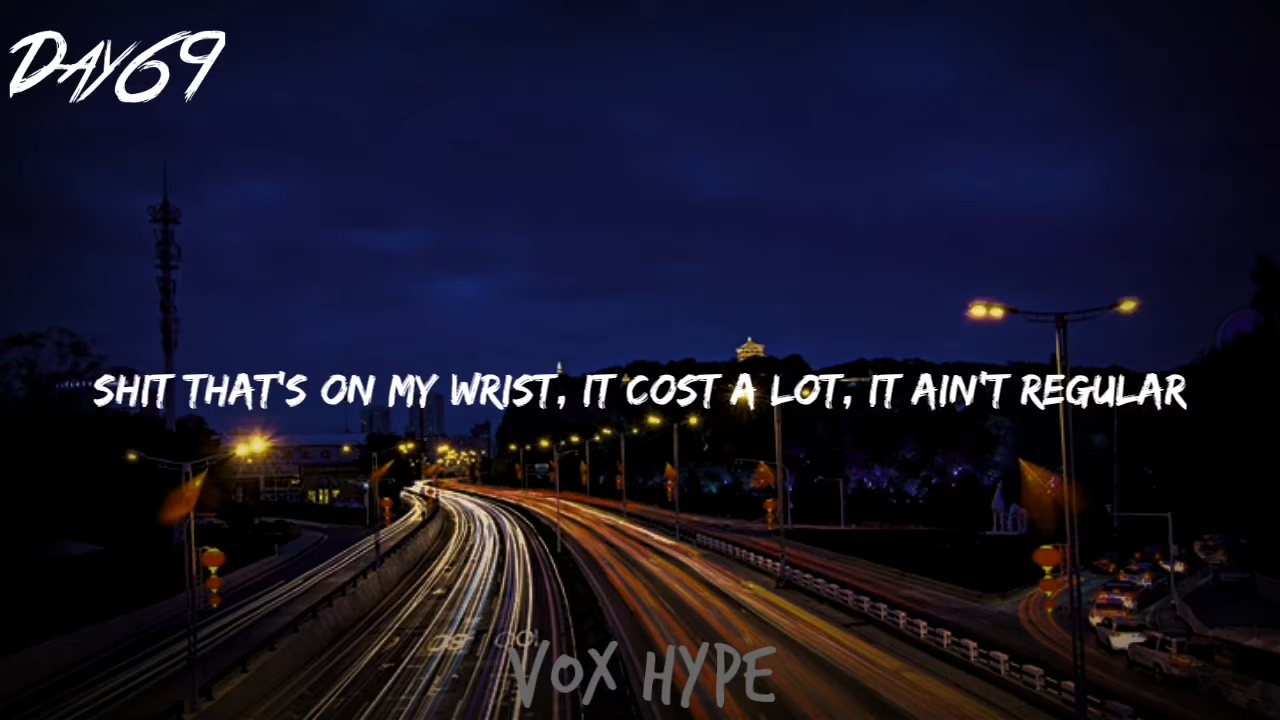 DAY69
SHIT THAT'S ON MY WRIST, IT COST A LOT, IT AIN'T REGULAR
VOX HYPE